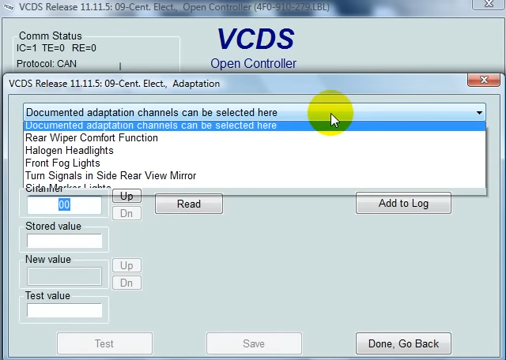 VCDS Release 11.11.5: 09-Cent. Elect., Open Controller (4F0-910-279.LBL)
Comm Status
IC=1 TE=0 RE=0
Protocol: CAN
VCDS
Open Controller
VCDS Release 11.11.5: 09-Cent. Elect., Adaptation
Documented adaptation channels can be selected here
Documented adaptation channels can be selected here
Rear Wiper Comfort Function
Halogen Headlights
Front Fog Lights
Turn Signals in Side Rear View Mirror
Side Marker Lights
Channel
00
Up
Dn
Read
Add to Log
Stored value
New value
Up
Dn
Test value
Test
Save
Done, Go Back